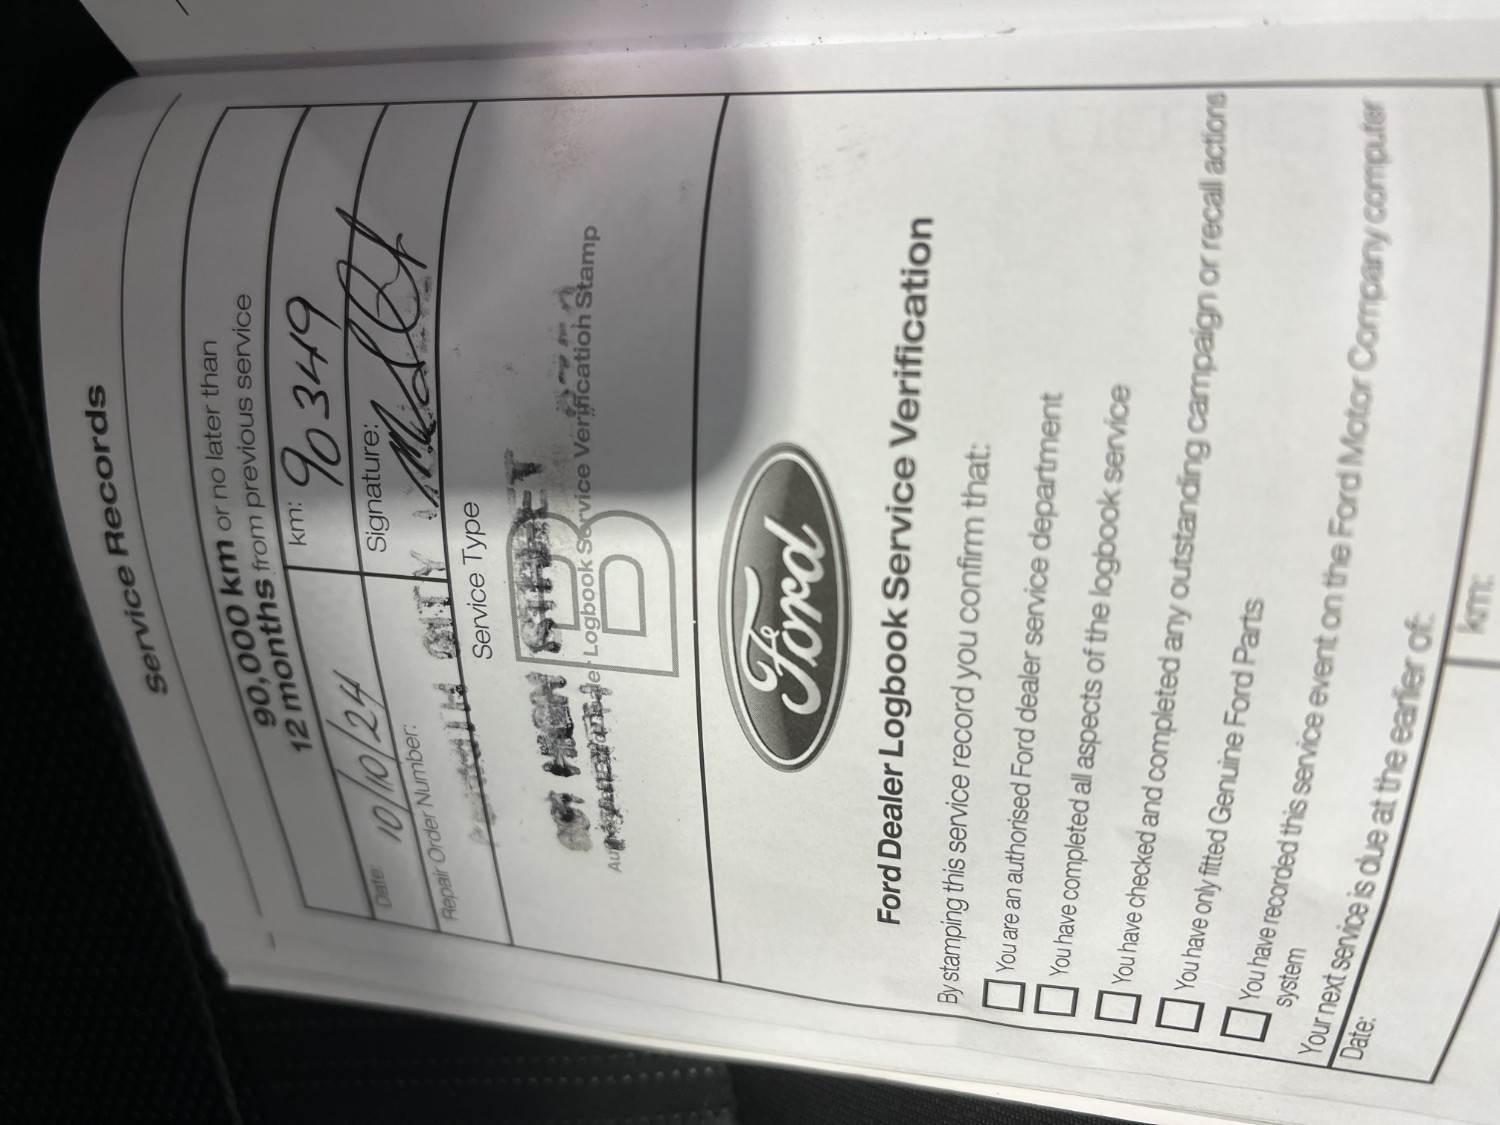 Service Records
90,000 km or no later than
12 months from previous service
Date: 10/10/24
km: 90349
Repair Order Number:
Signature:
CITY
Service Type
B
Dealer Logbook Service Verification Stamp
Ford
Ford Dealer Logbook Service Verification
By stamping this service record you confirm that:
You are an authorised Ford dealer service department
You have completed all aspects of the logbook service
You have checked and completed any outstanding campaign or recall actions
You have only fitted Genuine Ford Parts
You have recorded this service event on the Ford Motor Company computer
system
Your next service is due at the earlier of:
Date:
km: